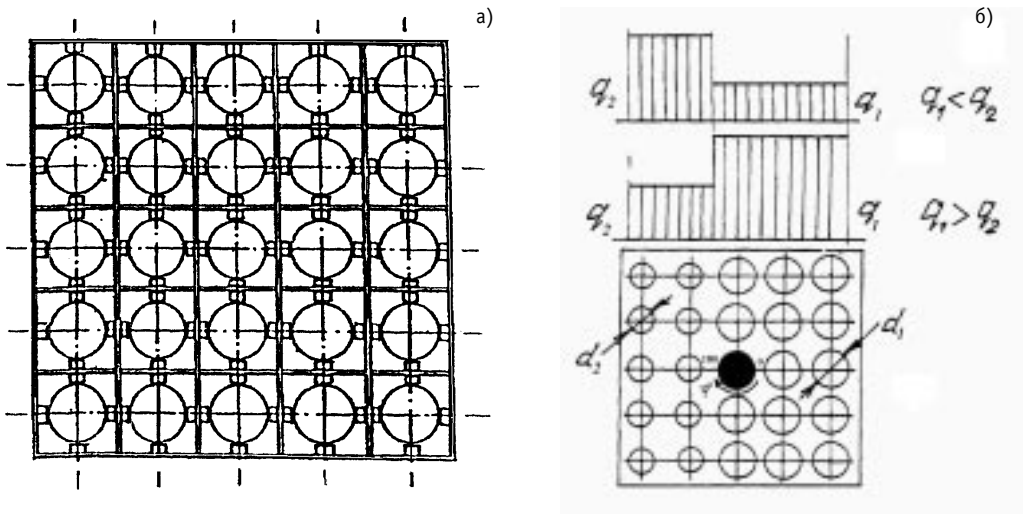 а)
б)
q₂ q₁ q₁ < q₂
q₂ q₁ q₁ > q₂
d₂ d₁